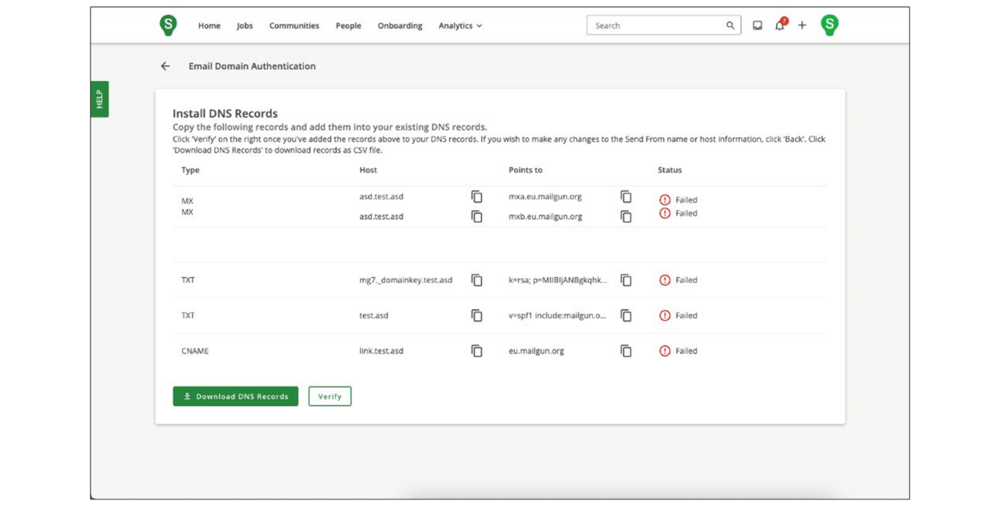 S Home Jobs Communities People Onboarding Analytics Search 7 S
Email Domain Authentication
HELP
Install DNS Records
Copy the following records and add them into your existing DNS records.
Click 'Verify' on the right once you've added the records above to your DNS records. If you wish to make any changes to the Send From name or host information, click 'Back'. Click
'Download DNS Records' to download records as CSV file.
Type Host Points to Status
MX asd.test.asd mxa.eu.mailgun.org Failed
MX asd.test.asd mxb.eu.mailgun.org Failed
TXT mg7._domainkey.test.asd k=rsa; p=MIIBIjANBgkqhk... Failed
TXT test.asd v=spf1 include:mailgun.o... Failed
CNAME link.test.asd eu.mailgun.org Failed
Download DNS Records Verify